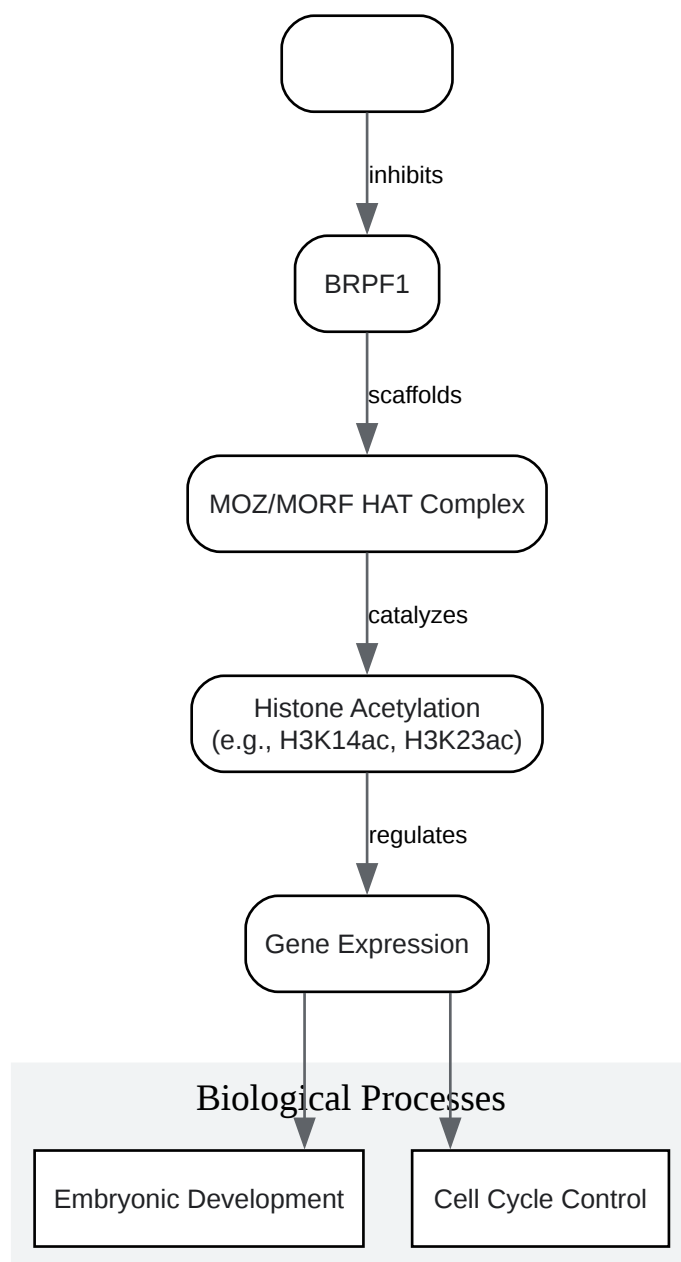 inhibits
BRPF1
scaffolds
MOZ/MORF HAT Complex
catalyzes
Histone Acetylation
(e.g., H3K14ac, H3K23ac)
regulates
Gene Expression
Biological Processes
Embryonic Development
Cell Cycle Control